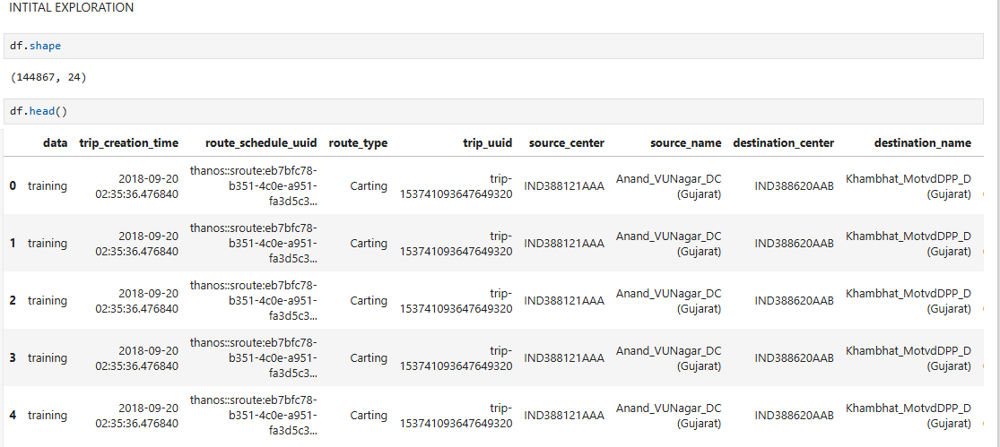 INTITAL EXPLORATION
df.shape
(144867, 24)
df.head()
data trip_creation_time route_schedule_uuid route_type trip_uuid source_center source_name destination_center destination_name
0 training 2018-09-20 02:35:36.476840 thanos::sroute:eb7bfc78-b351-4c0e-a951-fa3d5c3... Carting trip-153741093647649320 IND388121AAA Anand_VUNagar_DC (Gujarat) IND388620AAB Khambhat_MotvdDPP_D (Gujarat)
1 training 2018-09-20 02:35:36.476840 thanos::sroute:eb7bfc78-b351-4c0e-a951-fa3d5c3... Carting trip-153741093647649320 IND388121AAA Anand_VUNagar_DC (Gujarat) IND388620AAB Khambhat_MotvdDPP_D (Gujarat)
2 training 2018-09-20 02:35:36.476840 thanos::sroute:eb7bfc78-b351-4c0e-a951-fa3d5c3... Carting trip-153741093647649320 IND388121AAA Anand_VUNagar_DC (Gujarat) IND388620AAB Khambhat_MotvdDPP_D (Gujarat)
3 training 2018-09-20 02:35:36.476840 thanos::sroute:eb7bfc78-b351-4c0e-a951-fa3d5c3... Carting trip-153741093647649320 IND388121AAA Anand_VUNagar_DC (Gujarat) IND388620AAB Khambhat_MotvdDPP_D (Gujarat)
4 training 2018-09-20 02:35:36.476840 thanos::sroute:eb7bfc78-b351-4c0e-a951-fa3d5c3... Carting trip-153741093647649320 IND388121AAA Anand_VUNagar_DC (Gujarat) IND388620AAB Khambhat_MotvdDPP_D (Gujarat)